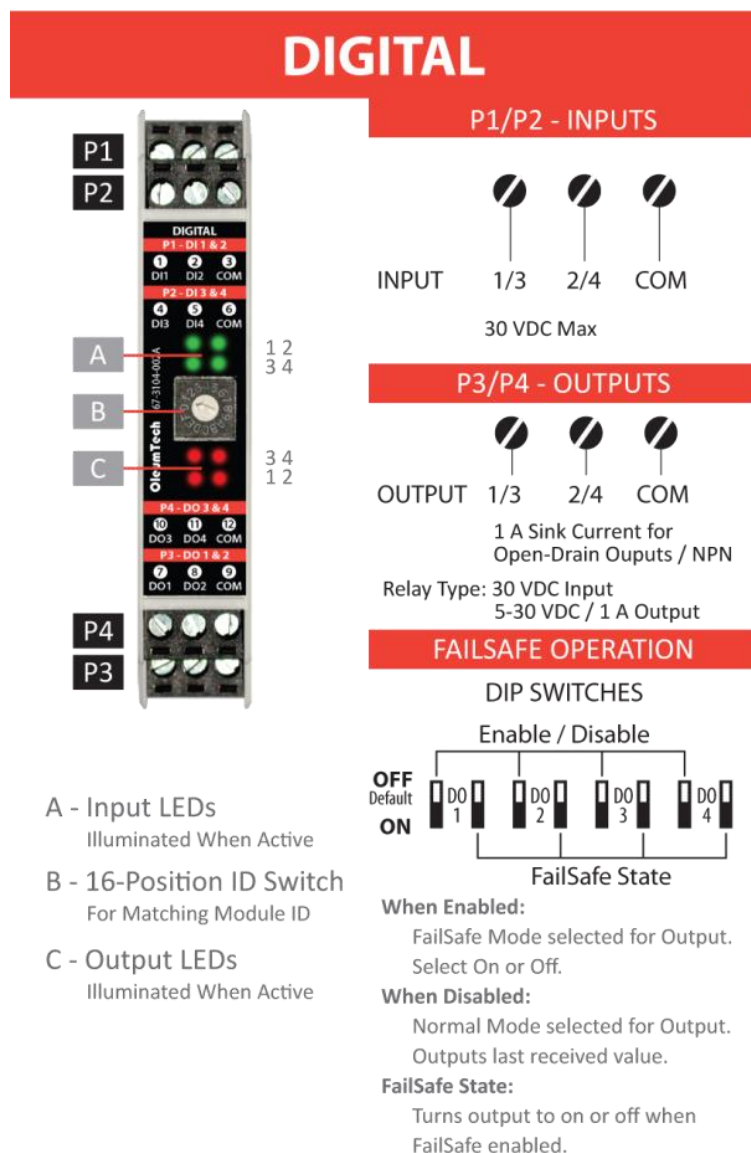 DIGITAL
P1
P2
DIGITAL
P1 - DI 1 & 2
1 2 3
DI1 DI2 COM
P2 - DI 3 & 4
4 5 6
DI3 DI4 COM
A
B
C
1 2
3 4
3 4
1 2
67-3104-002A
OleumTech
P4 - DO 3 & 4
10 11 12
DO3 DO4 COM
P3 - DO 1 & 2
7 8 9
DO1 DO2 COM
P4
P3
A - Input LEDs
Illuminated When Active
B - 16-Position ID Switch
For Matching Module ID
C - Output LEDs
Illuminated When Active
P1/P2 - INPUTS
INPUT 1/3 2/4 COM
30 VDC Max
P3/P4 - OUTPUTS
OUTPUT 1/3 2/4 COM
1 A Sink Current for
Open-Drain Ouputs / NPN
Relay Type: 30 VDC Input
5-30 VDC / 1 A Output
FAILSAFE OPERATION
DIP SWITCHES
Enable / Disable
OFF
Default
ON
DO 1
DO 2
DO 3
DO 4
FailSafe State
When Enabled:
FailSafe Mode selected for Output.
Select On or Off.
When Disabled:
Normal Mode selected for Output.
Outputs last received value.
FailSafe State:
Turns output to on or off when
FailSafe enabled.